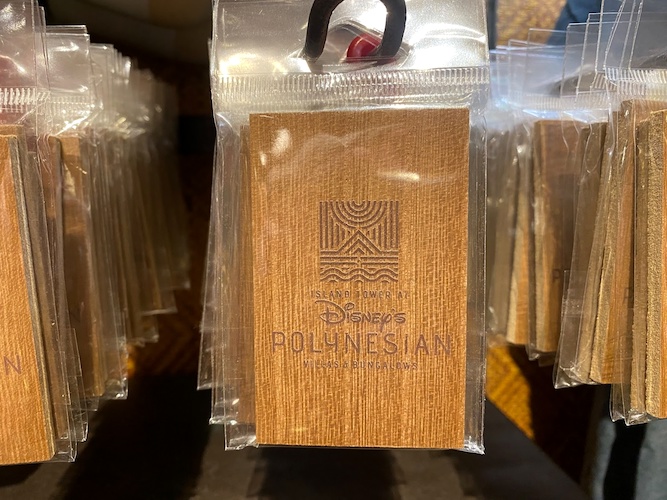 ISLAND TOWER AT
DISNEY'S
POLYNESIAN
VILLAS & BUNGALOWS
N